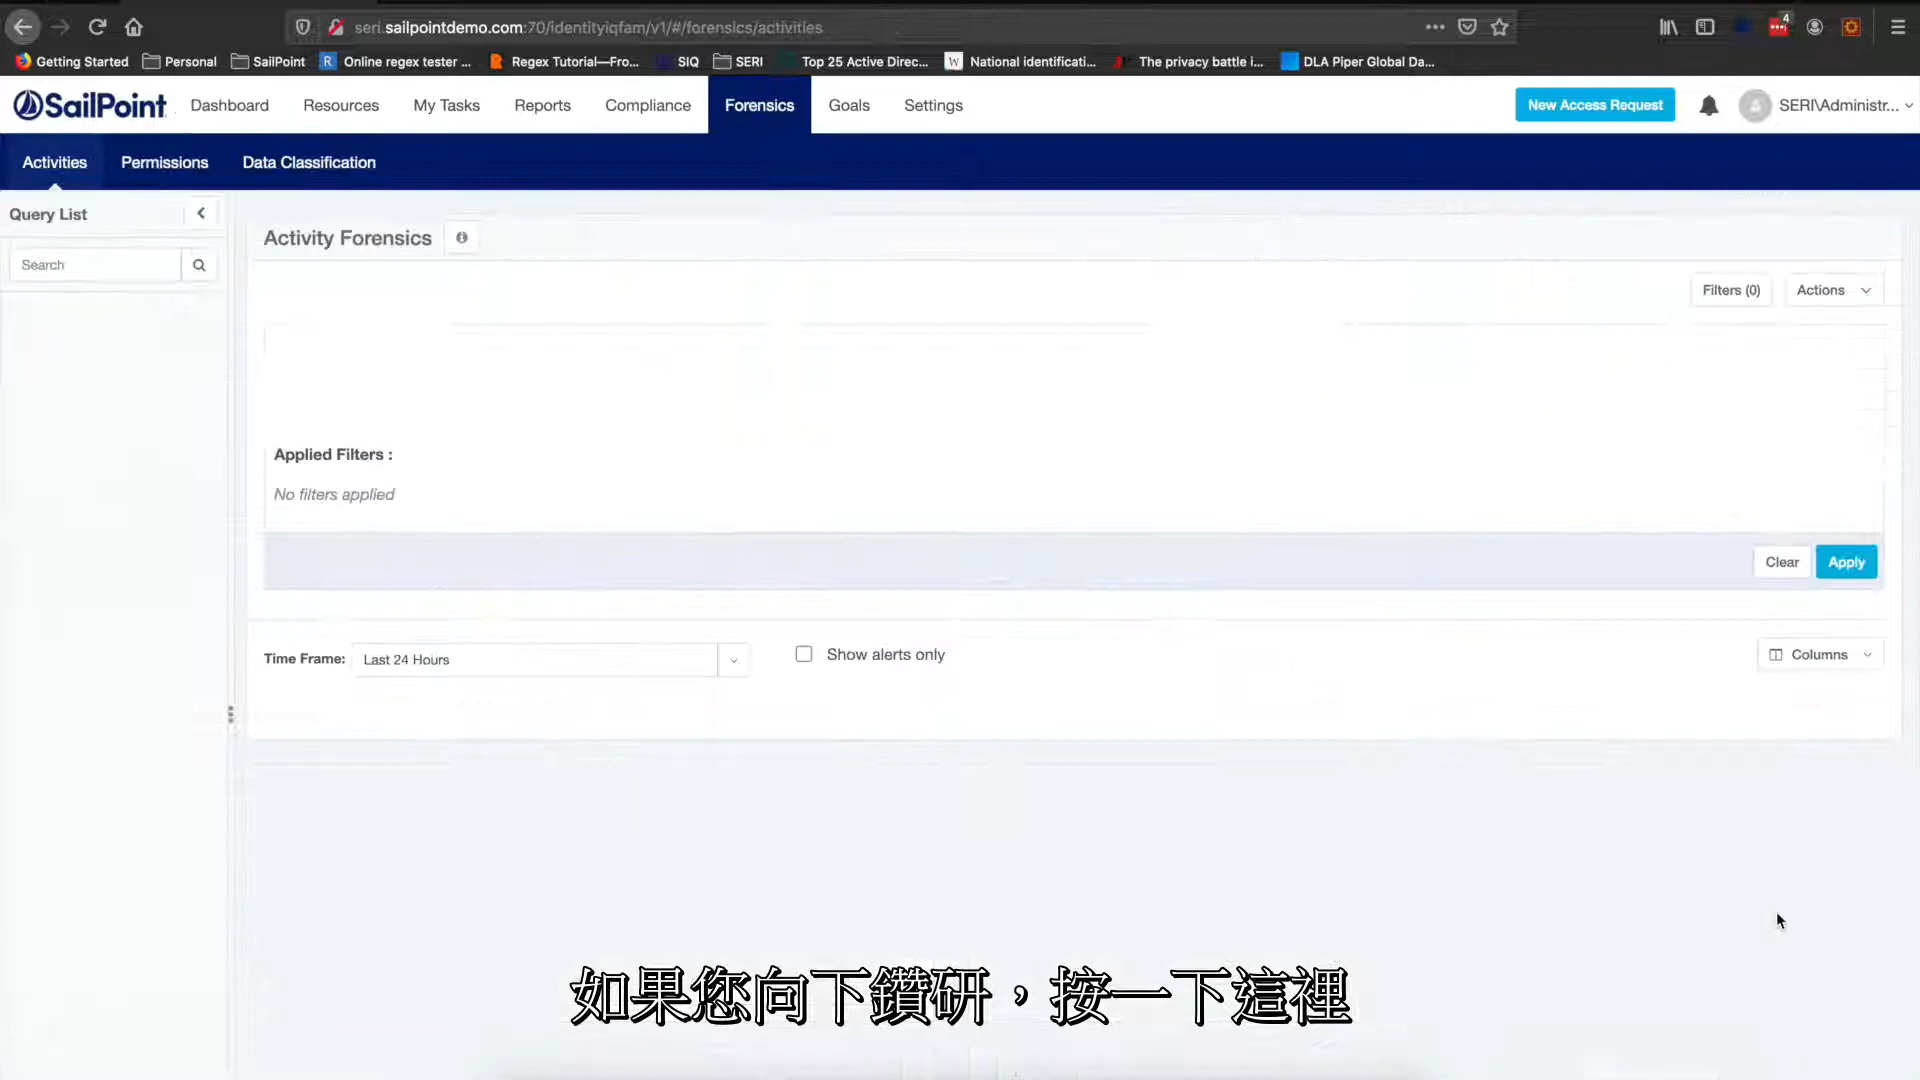 seri.sailpointdemo.com:70/identityiqfam/v1/#/forensics/activities
4
Getting Started Personal SailPoint R Online regex tester ... Regex Tutorial—Fro... SIQ SERI Top 25 Active Direc... W National identificati... The privacy battle i... DLA Piper Global Da...
SailPoint Dashboard Resources My Tasks Reports Compliance Forensics Goals Settings New Access Request SERI\Administr...
Activities Permissions Data Classification
Query List
Activity Forensics
Search
Filters (0) Actions
Applied Filters :
No filters applied
Clear Apply
Time Frame: Last 24 Hours Show alerts only Columns
如果您向下鑽研，按一下這裡